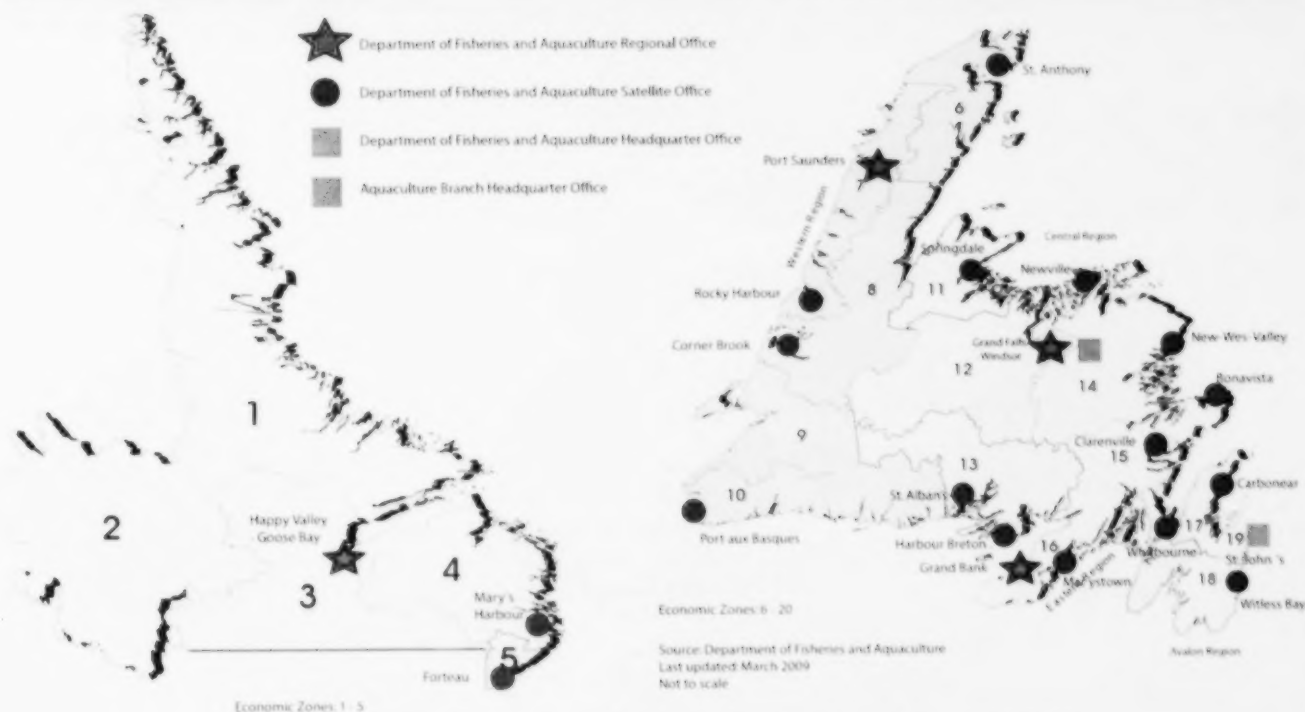 Department of Fisheries and Aquaculture Regional Office
Department of Fisheries and Aquaculture Satellite Office
Department of Fisheries and Aquaculture Headquarter Office
Aquaculture Branch Headquarter Office
1
2
Happy Valley
- Goose Bay
3
4
Mary's
Harbour
5
Forteau
Economic Zones: 1 - 5
St. Anthony
6
Port Saunders
Western Region
Central Region
Springdale
Newville
Rocky Harbour
8
11
Corner Brook
Grand Falls
Windsor
New-Wes-Valley
12
14
Bonavista
9
Clarenville
15
13
St. Alban's
Carbonear
10
Port aux Basques
Harbour Breton
16
17
Whitbourne
19
St. John 's
Grand Bank
Marystown
Eastern Region
18
Witless Bay
Economic Zones: 6 - 20
Avalon Region
Source: Department of Fisheries and Aquaculture
Last updated: March 2009
Not to scale